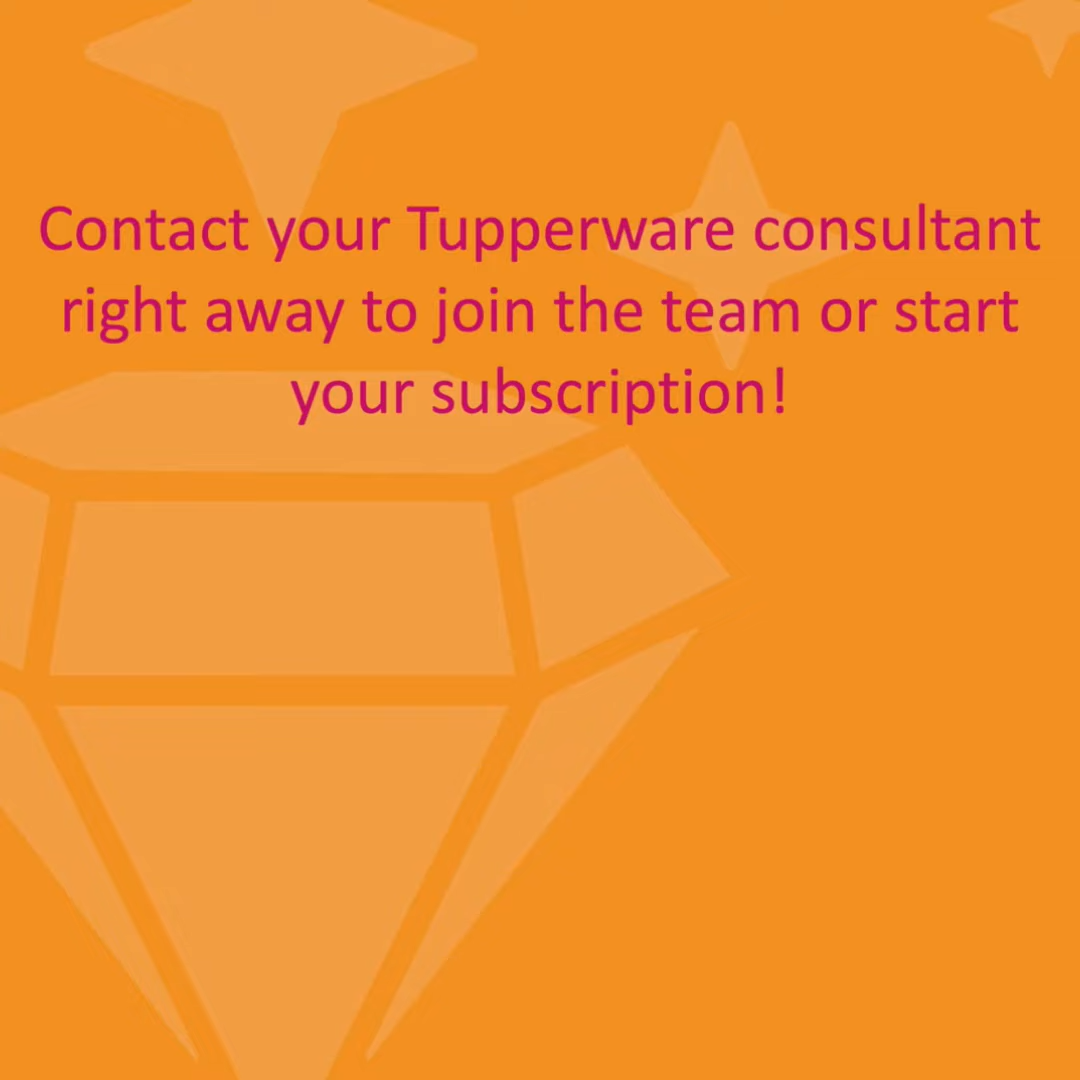 Contact your Tupperware consultant
right away to join the team or start
your subscription!